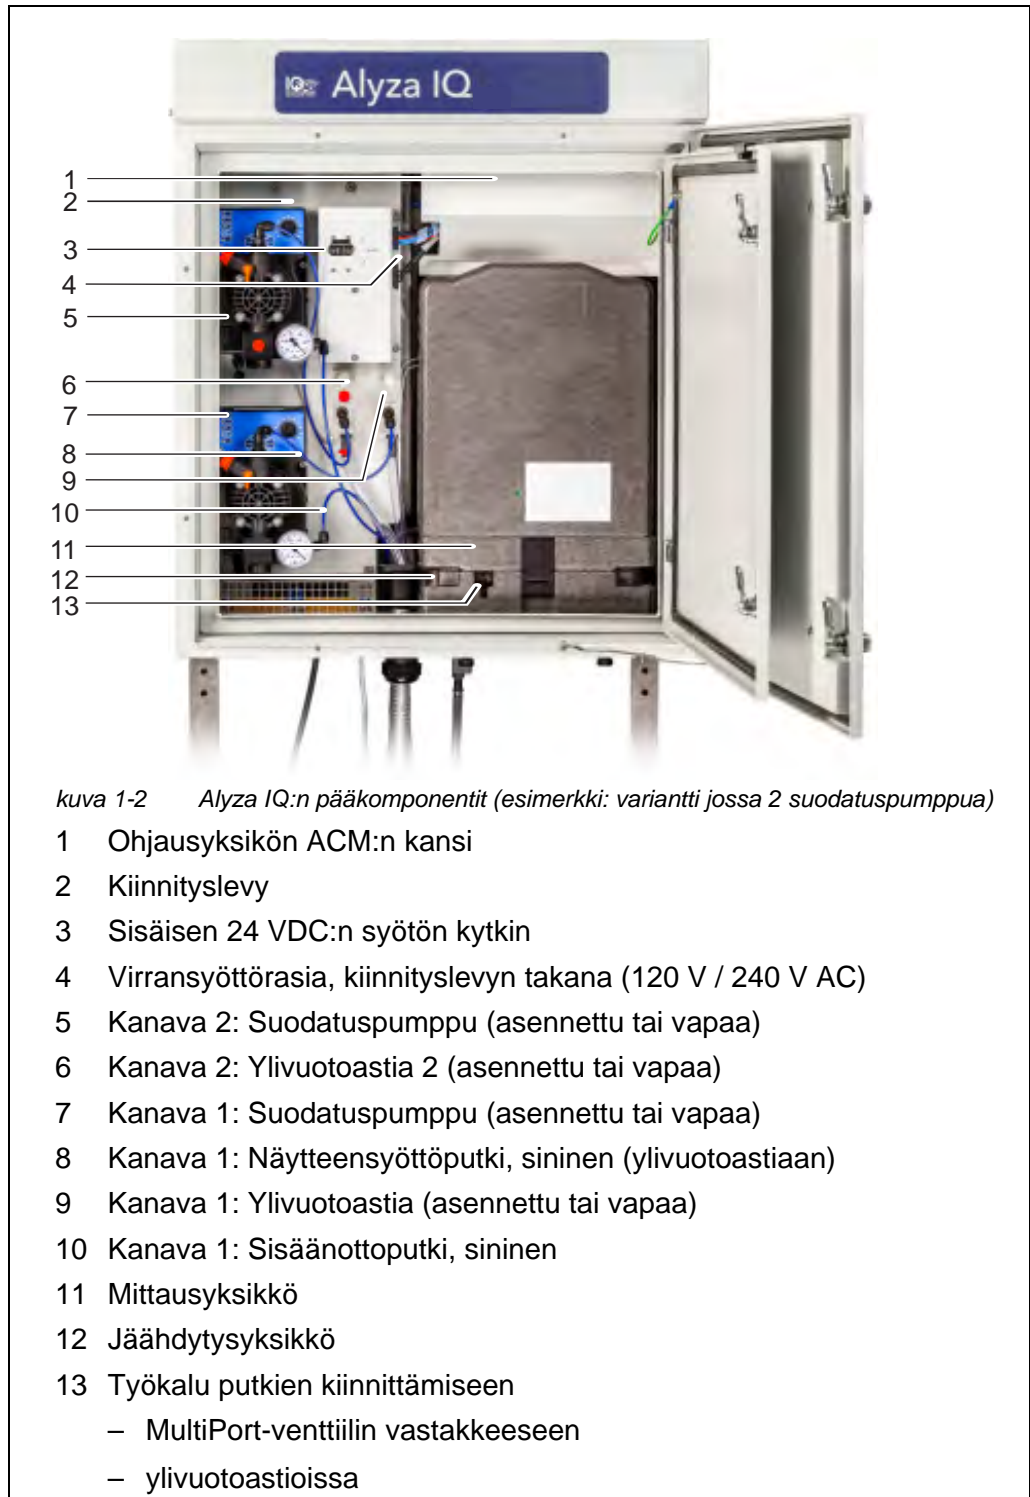 Alyza IQ
1
2
3
4
5
6
7
8
9
10
11
12
13
kuva 1-2 Alyza IQ:n pääkomponentit (esimerkki: variantti jossa 2 suodatuspumppua)
1 Ohjausyksikön ACM:n kansi
2 Kiinnityslevy
3 Sisäisen 24 VDC:n syötön kytkin
4 Virransyöttörasia, kiinnityslevyn takana (120 V / 240 V AC)
5 Kanava 2: Suodatuspumppu (asennettu tai vapaa)
6 Kanava 2: Ylivuotoastia 2 (asennettu tai vapaa)
7 Kanava 1: Suodatuspumppu (asennettu tai vapaa)
8 Kanava 1: Näytteensyöttöputki, sininen (ylivuotoastiaan)
9 Kanava 1: Ylivuotoastia (asennettu tai vapaa)
10 Kanava 1: Sisäänottoputki, sininen
11 Mittausyksikkö
12 Jäähdytysyksikkö
13 Työkalu putkien kiinnittämiseen
– MultiPort-venttiilin vastakkeeseen
– ylivuotoastioissa